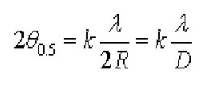 2θ₀.₅ = k λ/2R = k λ/D